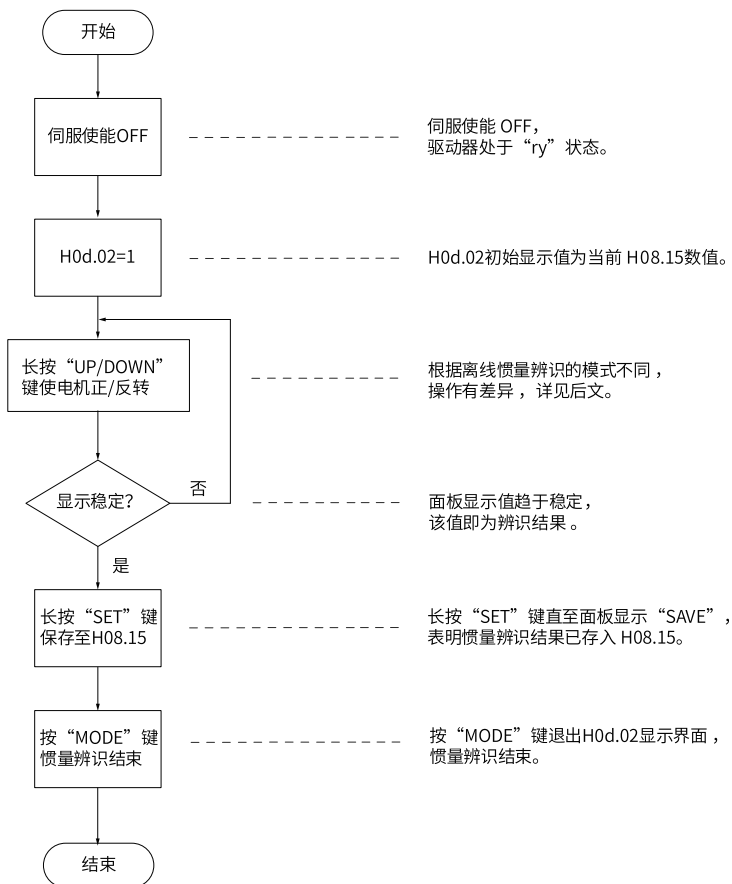 开始
伺服使能OFF
伺服使能 OFF，
驱动器处于“ry”状态。
H0d.02=1
H0d.02初始显示值为当前 H08.15数值。
长按“UP/DOWN”
键使电机正/反转
根据离线惯量辨识的模式不同，
操作有差异，详见后文。
显示稳定?
否
面板显示值趋于稳定，
该值即为辨识结果。
是
长按“SET”键
保存至H08.15
长按“SET”键直至面板显示“SAVE”，
表明惯量辨识结果已存入 H08.15。
按“MODE”键
惯量辨识结束
按“MODE”键退出H0d.02显示界面，
惯量辨识结束。
结束